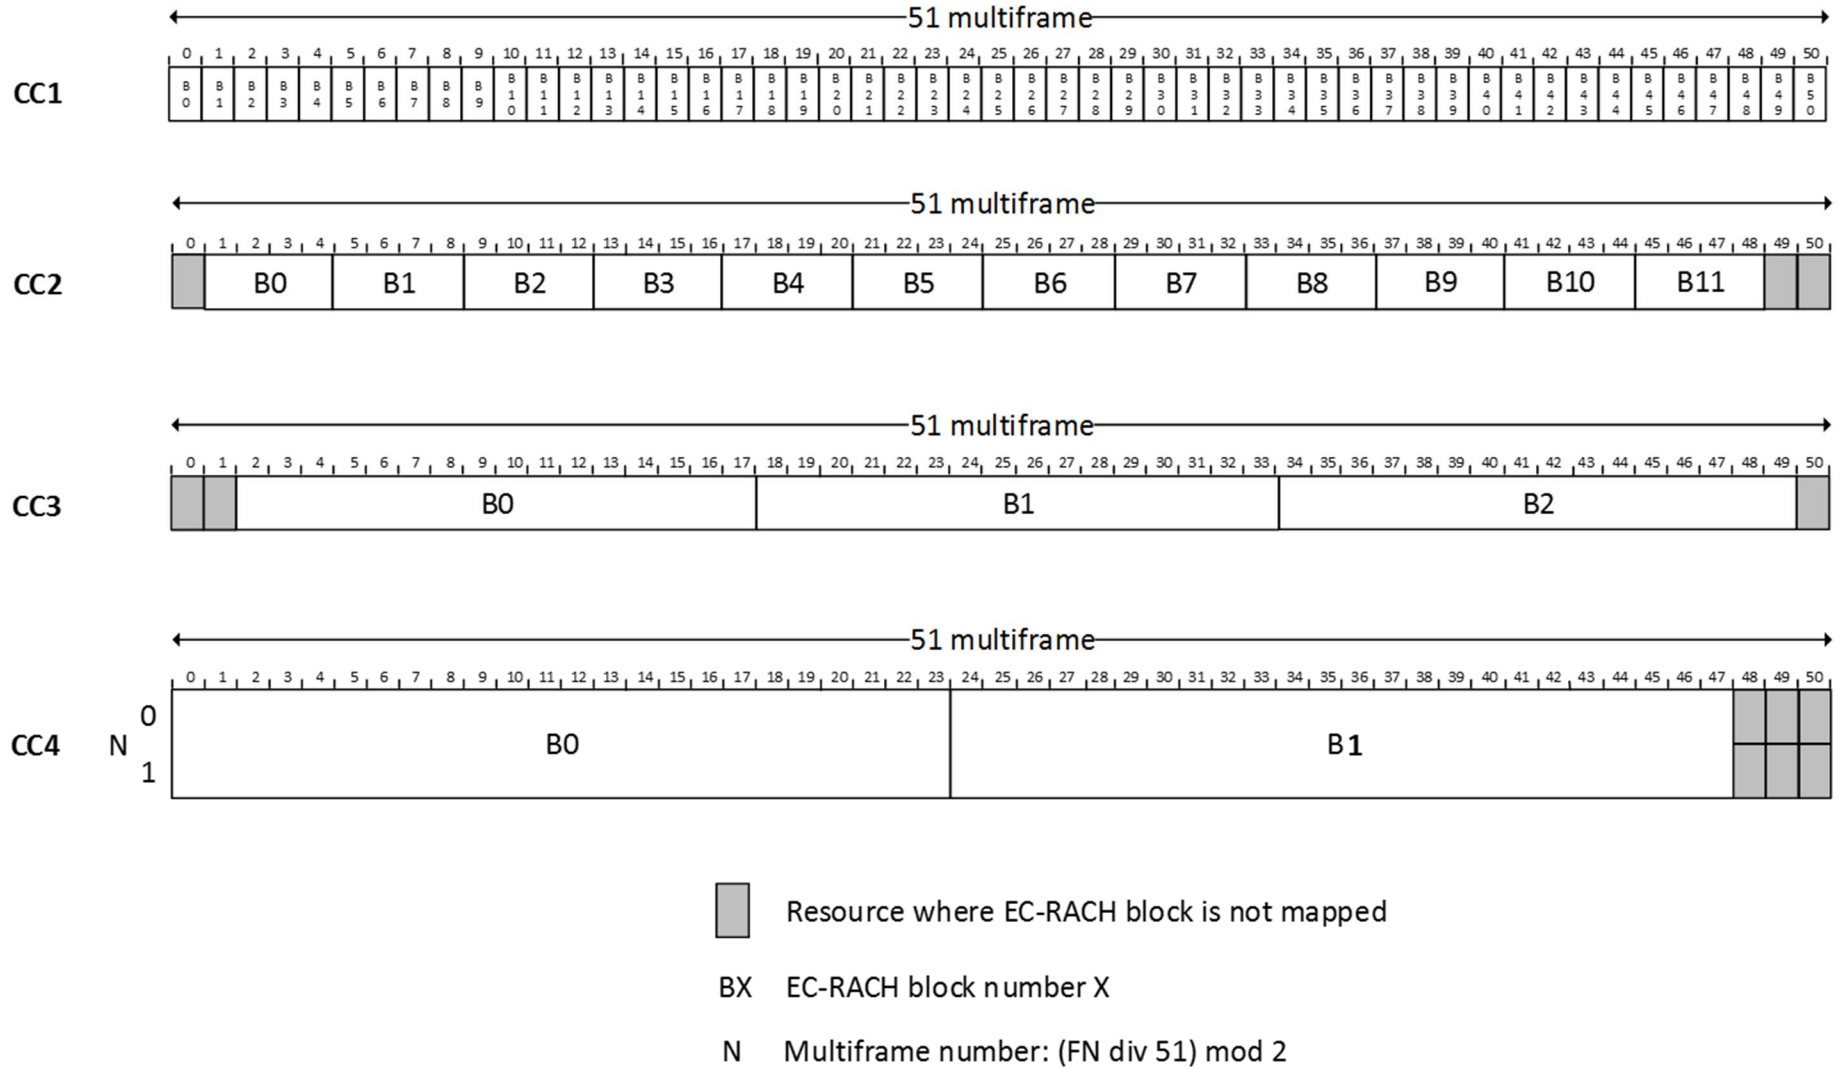 51 multiframe
0 1 2 3 4 5 6 7 8 9 10 11 12 13 14 15 16 17 18 19 20 21 22 23 24 25 26 27 28 29 30 31 32 33 34 35 36 37 38 39 40 41 42 43 44 45 46 47 48 49 50
CC1 B0 B1 B2 B3 B4 B5 B6 B7 B8 B9 B10 B11 B12 B13 B14 B15 B16 B17 B18 B19 B20 B21 B22 B23 B24 B25 B26 B27 B28 B29 B30 B31 B32 B33 B34 B35 B36 B37 B38 B39 B40 B41 B42 B43 B44 B45 B46 B47 B48 B49 B50
51 multiframe
0 1 2 3 4 5 6 7 8 9 10 11 12 13 14 15 16 17 18 19 20 21 22 23 24 25 26 27 28 29 30 31 32 33 34 35 36 37 38 39 40 41 42 43 44 45 46 47 48 49 50
CC2 B0 B1 B2 B3 B4 B5 B6 B7 B8 B9 B10 B11
51 multiframe
0 1 2 3 4 5 6 7 8 9 10 11 12 13 14 15 16 17 18 19 20 21 22 23 24 25 26 27 28 29 30 31 32 33 34 35 36 37 38 39 40 41 42 43 44 45 46 47 48 49 50
CC3 B0 B1 B2
51 multiframe
0 1 2 3 4 5 6 7 8 9 10 11 12 13 14 15 16 17 18 19 20 21 22 23 24 25 26 27 28 29 30 31 32 33 34 35 36 37 38 39 40 41 42 43 44 45 46 47 48 49 50
0
CC4 N B0 B1
1
Resource where EC-RACH block is not mapped
BX EC-RACH block number X
N Multiframe number: (FN div 51) mod 2